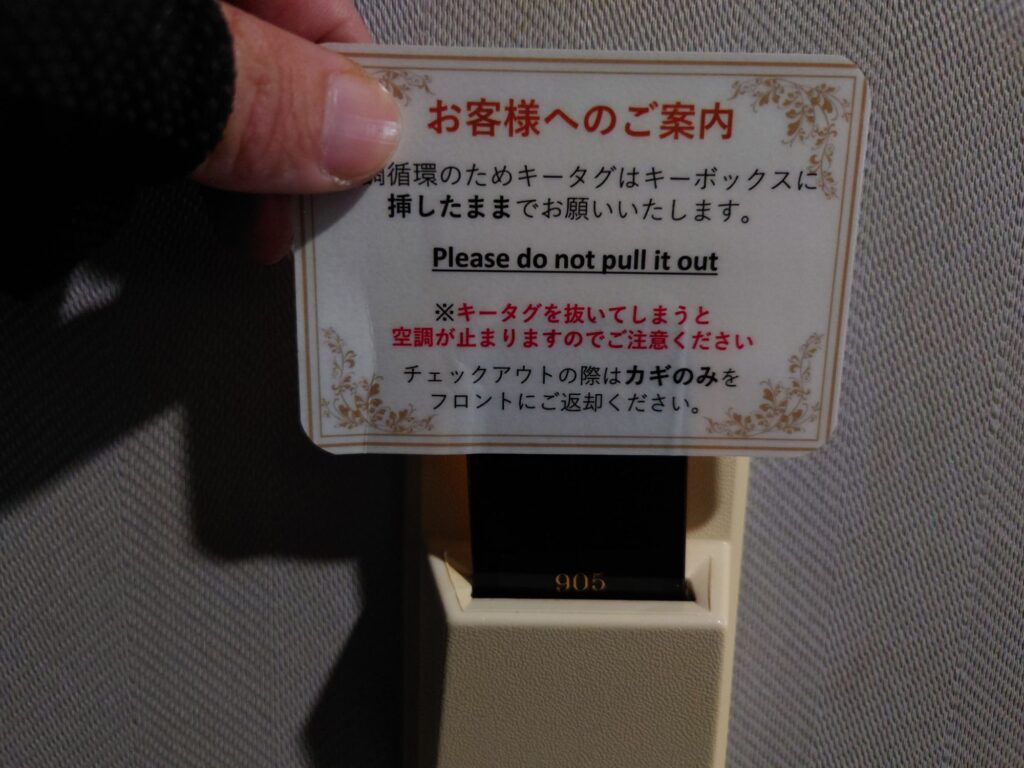 お客様へのご案内
調循環のためキータグはキーボックスに
挿したままでお願いいたします。
Please do not pull it out
※キータグを抜いてしまうと
空調が止まりますのでご注意ください
チェックアウトの際はカギのみを
フロントにご返却ください。
905